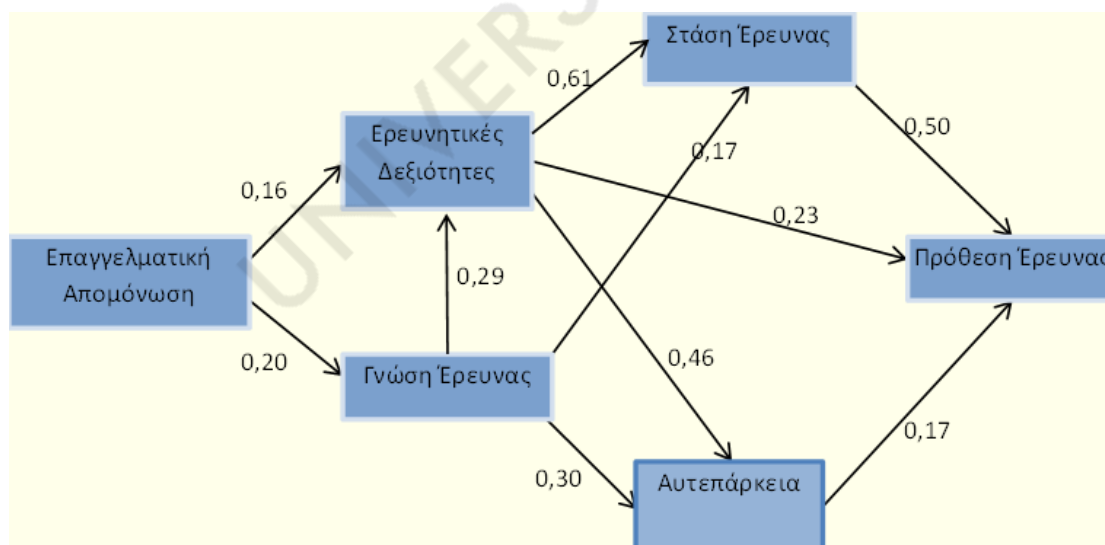 Στάση Έρευνας
0,61
Ερευνητικές
Δεξιότητες
0,17
0,50
0,16
0,23
Επαγγελματική
Απομόνωση
Πρόθεση Έρευνας
0,29
0,20
Γνώση Έρευνας
0,46
0,17
0,30
Αυτεπάρκεια
UNIVERS